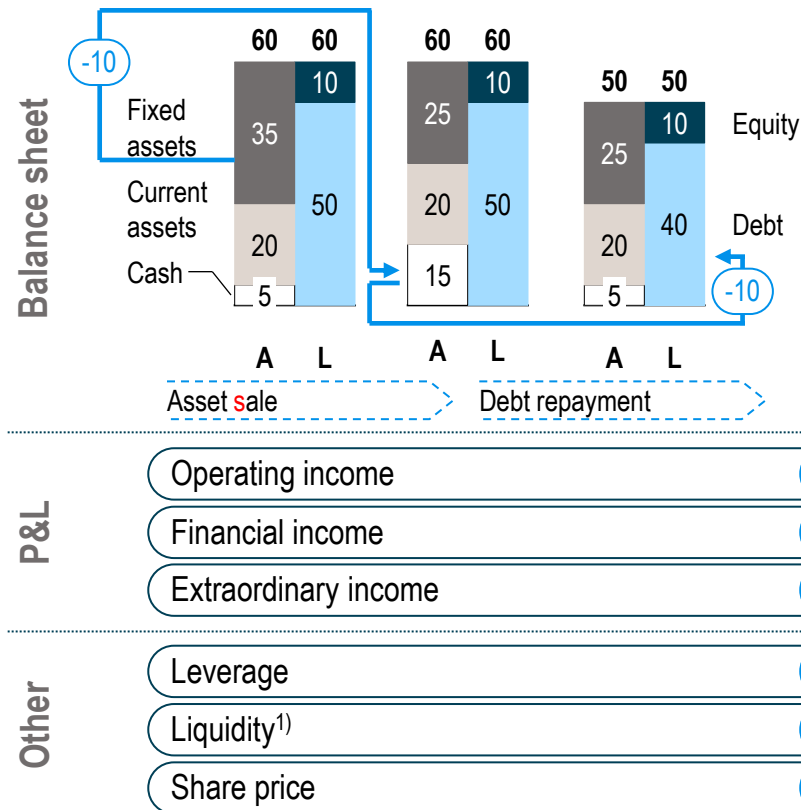 Balance sheet
-10
60 60
60 60
50 50
Fixed
assets
35
10
25
10
25
10
Equity
Current
assets
20
50
20
50
20
40
Debt
Cash
5
15
5
-10
A L
A L
A L
Asset sale
Debt repayment
P&L
Operating income
Financial income
Extraordinary income
Other
Leverage
Liquidity1)
Share price